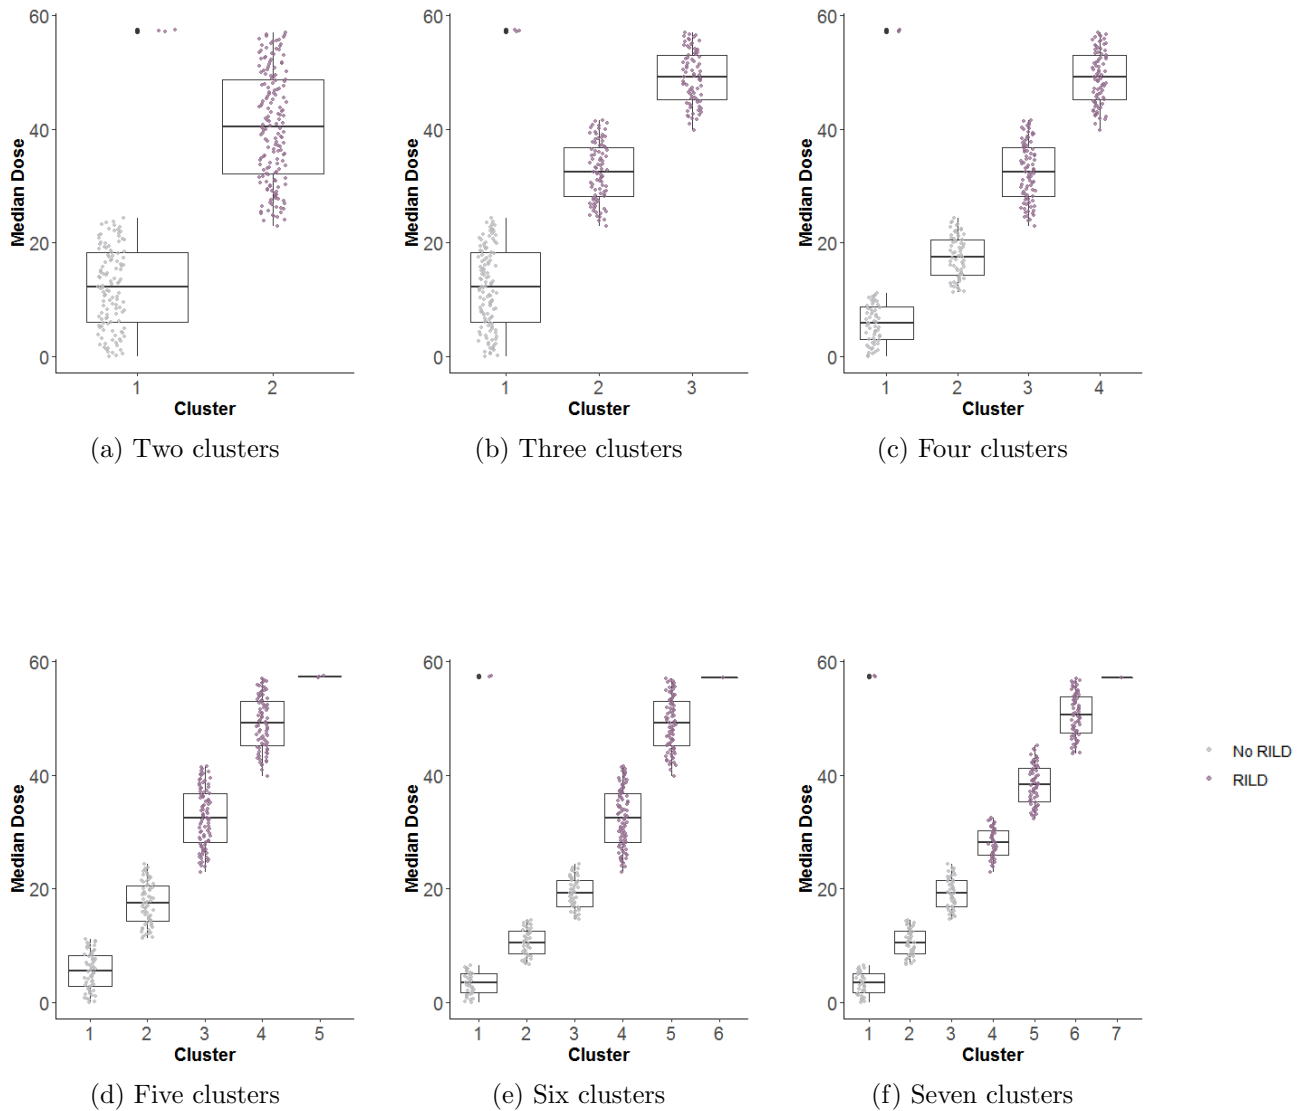 60
40
20
0
Median Dose
1 2
Cluster
(a) Two clusters
60
40
20
0
Median Dose
1 2 3
Cluster
(b) Three clusters
60
40
20
0
Median Dose
1 2 3 4
Cluster
(c) Four clusters
60
40
20
0
Median Dose
1 2 3 4 5
Cluster
(d) Five clusters
60
40
20
0
Median Dose
1 2 3 4 5 6
Cluster
(e) Six clusters
60
40
20
0
Median Dose
1 2 3 4 5 6 7
Cluster
(f) Seven clusters
No RILD
RILD